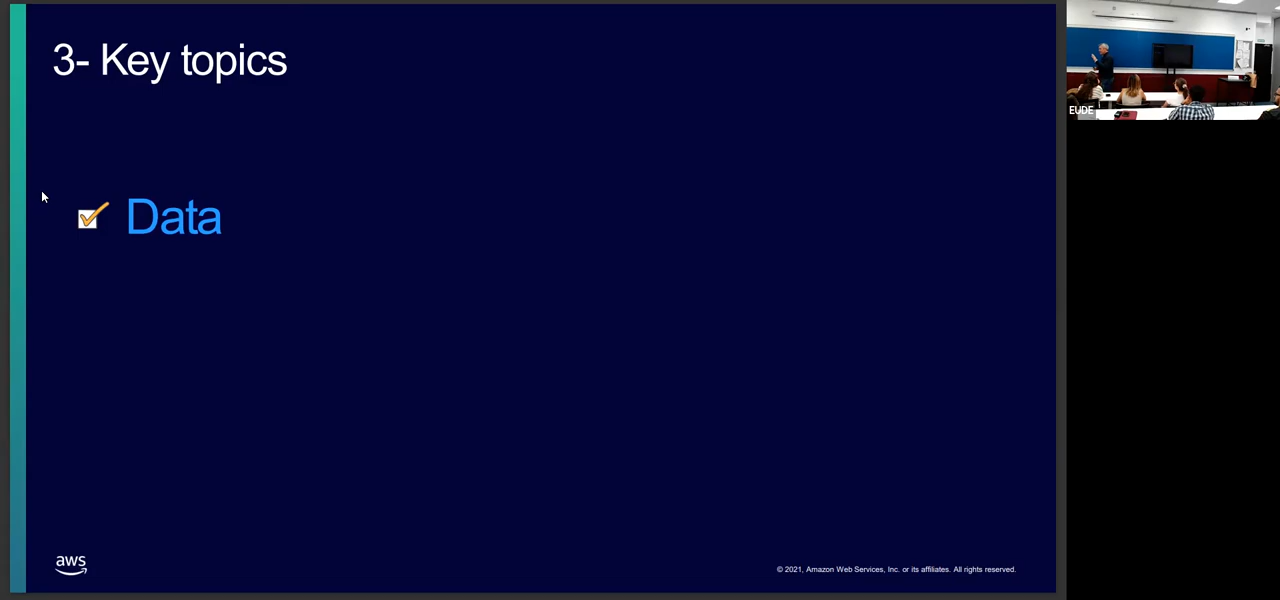 3- Key topics
Data
aws
© 2021, Amazon Web Services, Inc. or its affiliates. All rights reserved.
EUDE